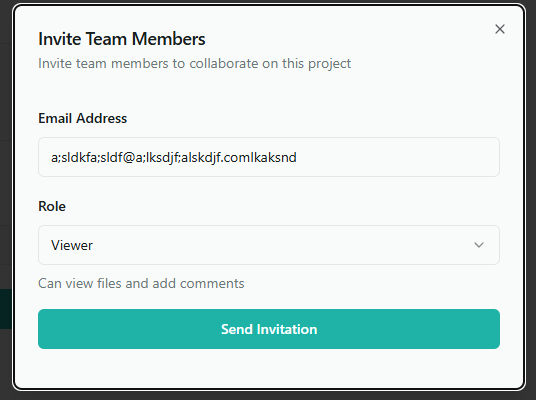 Invite Team Members
Invite team members to collaborate on this project
Email Address
a;sldkfa;sldf@a;lksdjf;alskdjf.comlkaksnd
Role
Viewer
Can view files and add comments
Send Invitation